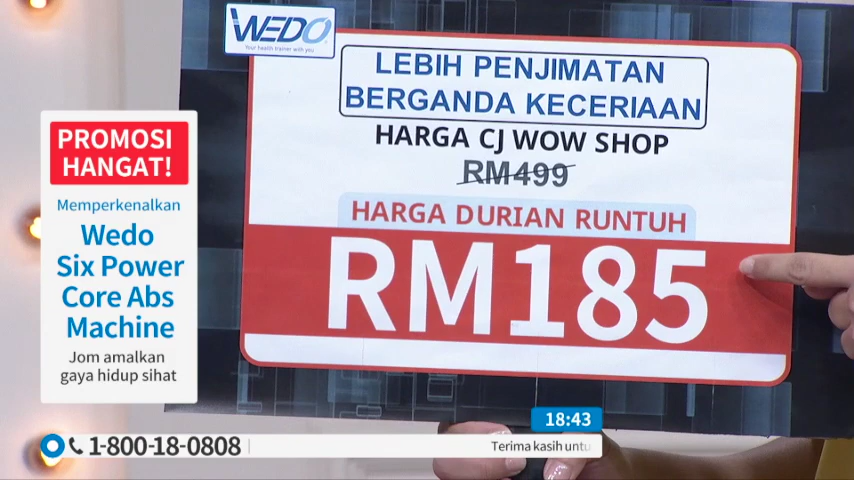 WEDO
Your health trainer with you
LEBIH PENJIMATAN
BERGANDA KECERIAAN
HARGA CJ WOW SHOP
RM499
HARGA DURIAN RUNTUH
RM185
PROMOSI
HANGAT!
Memperkenalkan
Wedo
Six Power
Core Abs
Machine
Jom amalkan
gaya hidup sihat
18:43
1-800-18-0808
Terima kasih untu